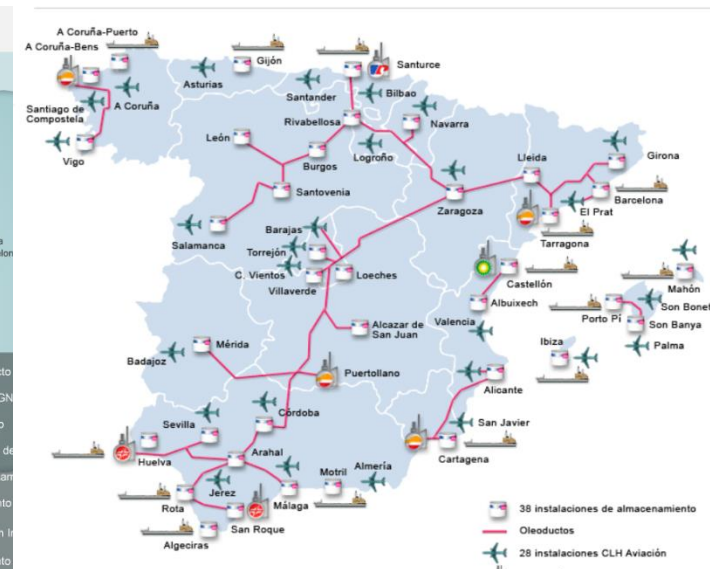 A Coruña-Puerto
A Coruña-Bens
Gijón
Santurce
Asturias
Santander
Bilbao
A Coruña
Santiago de
Compostela
Vigo
León
Rivabellosa
Navarra
Burgos
Logroño
Lleida
Girona
Santovenia
Zaragoza
El Prat
Barcelona
Tarragona
Salamanca
Barajas
Torrejón
C. Vientos
Villaverde
Loeches
Castellón
Albuixech
Mahón
Son Bonet
Porto Pí
Son Banya
Palma
Ibiza
Alcazar de
San Juan
Valencia
Mérida
Badajoz
Puertollano
Alicante
Córdoba
Sevilla
San Javier
Huelva
Arahal
Cartagena
Motril
Almería
Jerez
Rota
Málaga
San Roque
Algeciras
38 instalaciones de almacenamiento
Oleoductos
28 instalaciones CLH Aviación